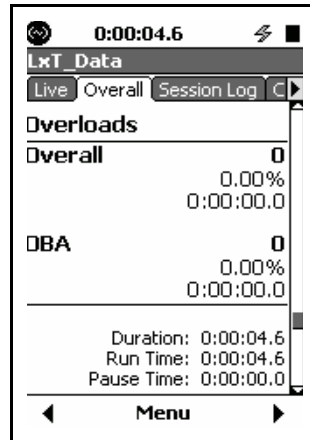 0:00:04.6
LxT_Data
Live Overall Session Log C
Overloads
Overall 0
0.00%
0:00:00.0
OBA 0
0.00%
0:00:00.0
Duration: 0:00:04.6
Run Time: 0:00:04.6
Pause Time: 0:00:00.0
Menu